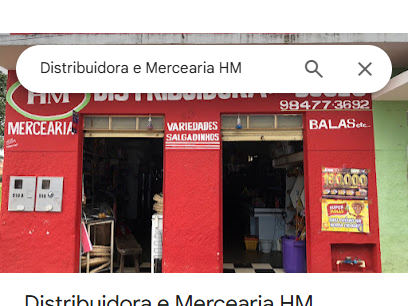 Distribuidora e Mercearia HM
HM DISTRIBUIDORA
98477-3692
MERCEARIA
VARIEDADES
SALGADINHOS
BALAS etc.
Distribuidora e Mercearia HM